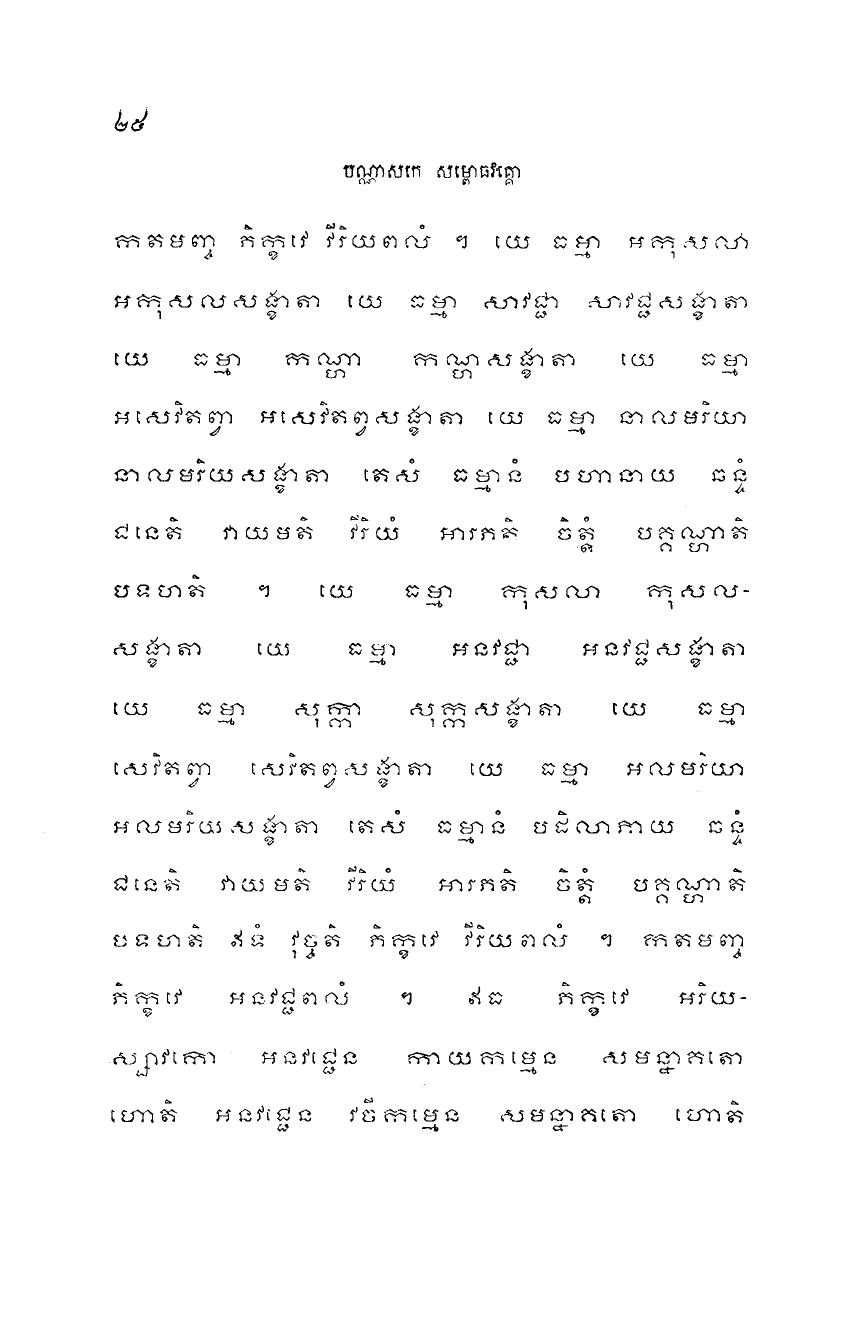 ២៥
បណ្ណាសកេ សម្ពោធវគ្គោ
កតមញ្ច ភិក្ខវេ វីរិយពលំ ។ យេ ធម្មា អកុសលា
អកុសលសង្ខាតា យេ ធម្មា សាវជ្ជា សាវជ្ជសង្ខាតា
យេ ធម្មា កណ្ហា កណ្ហសង្ខាតា យេ ធម្មា
អសេវិតព្វា អសេវិតព្វសង្ខាតា យេ ធម្មា នាលមរិយា
នាលមរិយសង្ខាតា តេសំ ធម្មានំ បហានាយ ឆន្ទំ
ជនេតិ វាយមតិ វីរិយំ អារភតិ ចិត្តំ បគ្គណ្ហាតិ
បទហតិ ។ យេ ធម្មា កុសលា កុសល-
សង្ខាតា យេ ធម្មា អនវជ្ជា អនវជ្ជសង្ខាតា
យេ ធម្មា សុក្កា សុក្កសង្ខាតា យេ ធម្មា
សេវិតព្វា សេវិតព្វសង្ខាតា យេ ធម្មា អលមរិយា
អលមរិយសង្ខាតា តេសំ ធម្មានំ បដិលាភាយ ឆន្ទំ
ជនេតិ វាយមតិ វីរិយំ អារភតិ ចិត្តំ បគ្គណ្ហាតិ
បទហតិ ឥទំ វុច្ចតិ ភិក្ខវេ វីរិយពលំ ។ កតមញ្ច
ភិក្ខវេ អនវជ្ជពលំ ។ ឥធ ភិក្ខវេ អរិយ-
ស្សាវកោ អនវជ្ជេន កាយកម្មេន សមន្នាគតោ
ហោតិ អនវជ្ជេន វចីកម្មេន សមន្នាគតោ ហោតិ